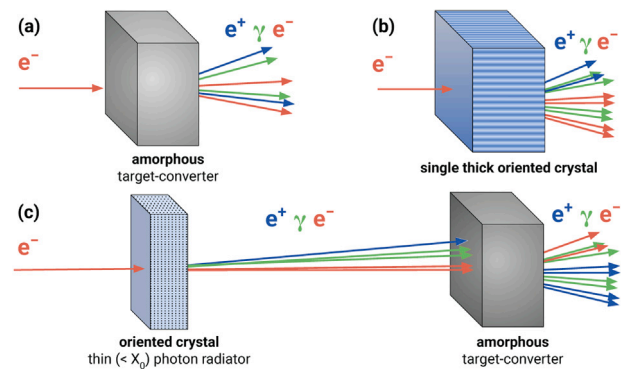 (a)
e⁺ γ e⁻
e⁻
amorphous
target-converter
(b)
e⁺ γ e⁻
e⁻
single thick oriented crystal
(c)
e⁺ γ e⁻
e⁺ γ e⁻
e⁻
oriented crystal
thin (< X₀) photon radiator
amorphous
target-converter